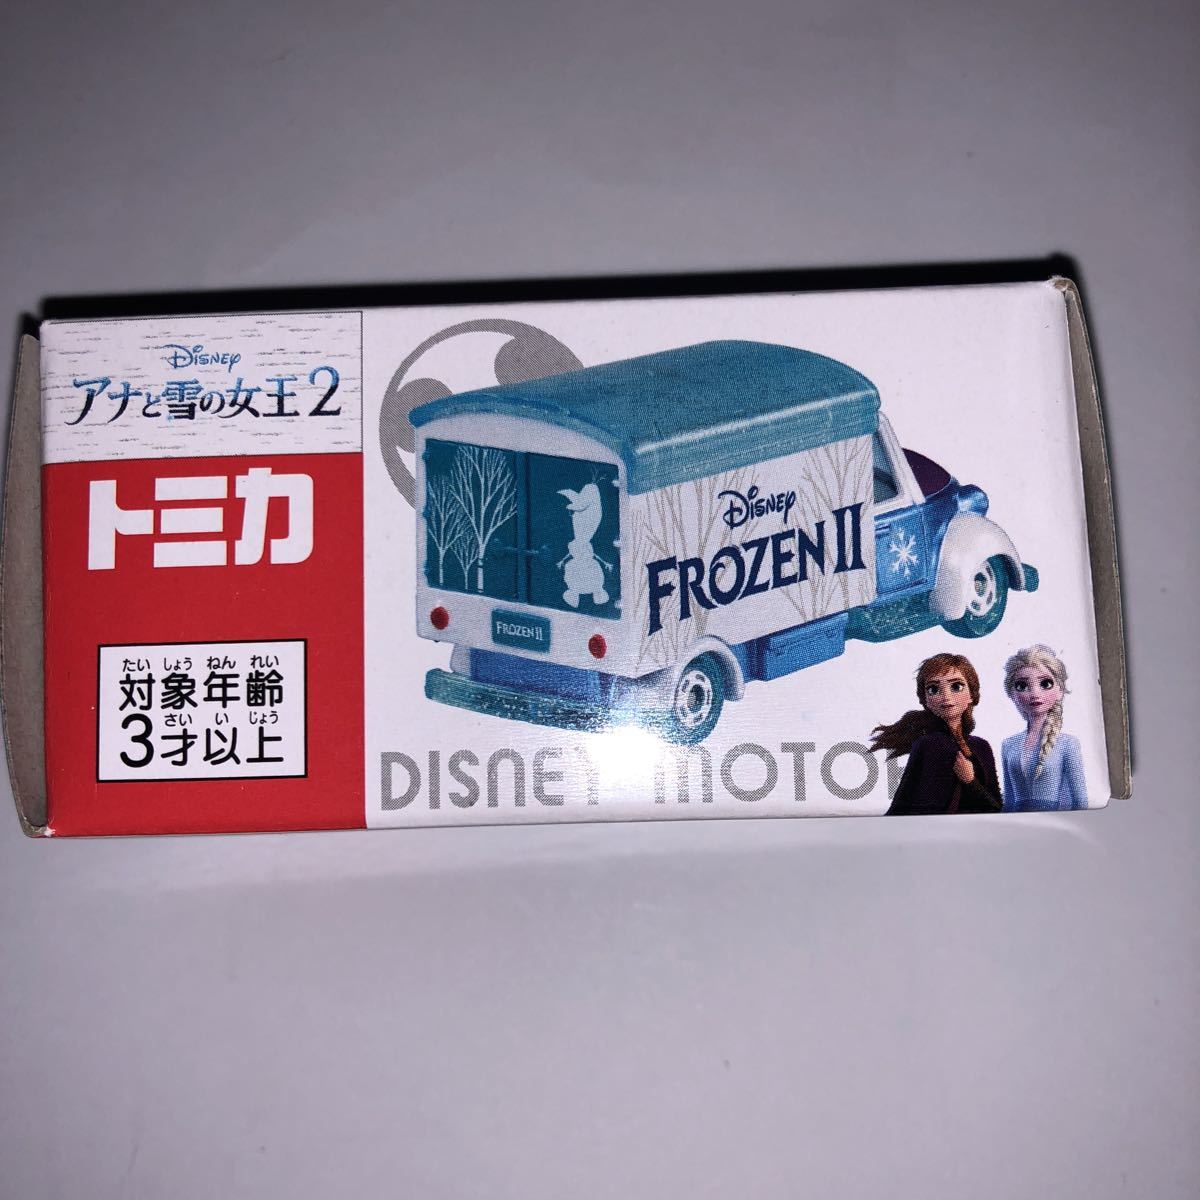 Disney
アナと雪の女王2
トミカ
たいしょうねんれい
対象年齢
さいいじょう
3才以上
Disney
FROZEN II
FROZEN II
DISNEY MOTOR